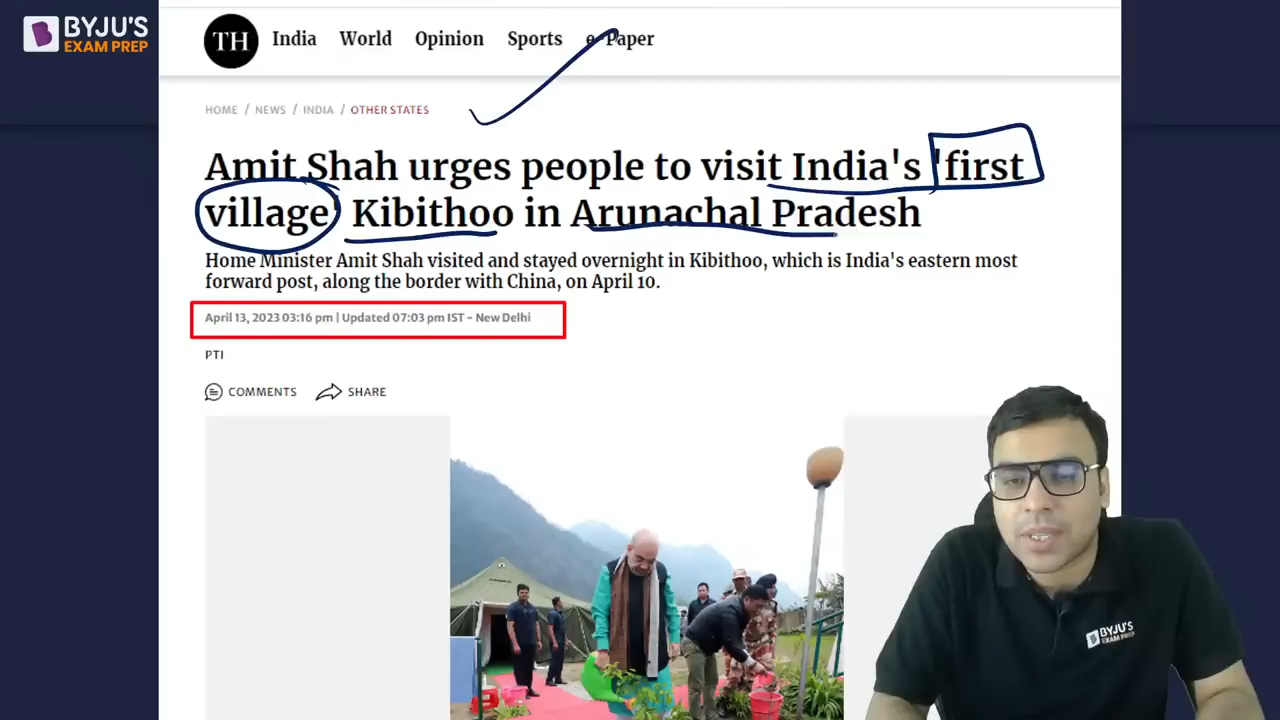 BYJU'S
EXAM PREP
TH India World Opinion Sports e-Paper
HOME / NEWS / INDIA / OTHER STATES
Amit Shah urges people to visit India's 'first
village' Kibithoo in Arunachal Pradesh
Home Minister Amit Shah visited and stayed overnight in Kibithoo, which is India's eastern most
forward post, along the border with China, on April 10.
April 13, 2023 03:16 pm | Updated 07:03 pm IST - New Delhi
PTI
COMMENTS SHARE
BYJU'S
EXAM PREP